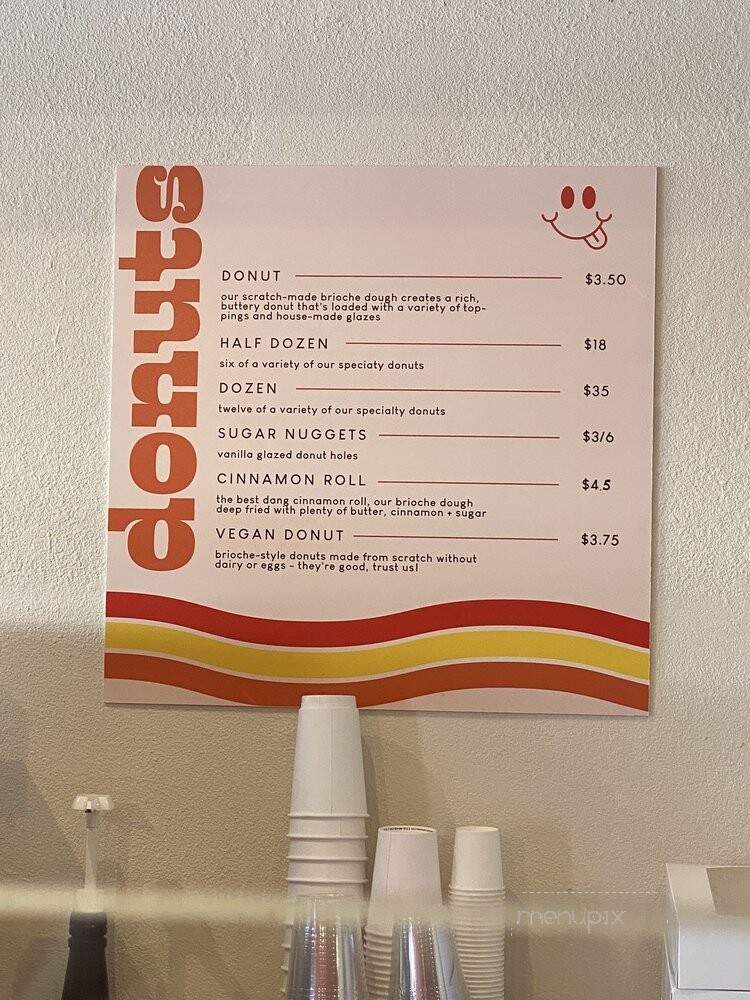 donuts
DONUT $3.50
our scratch-made brioche dough creates a rich,
buttery donut that's loaded with a variety of top-
pings and house-made glazes
HALF DOZEN $18
six of a variety of our speciaty donuts
DOZEN $35
twelve of a variety of our specialty donuts
SUGAR NUGGETS $3/6
vanilla glazed donut holes
CINNAMON ROLL $4.5
the best dang cinnamon roll, our brioche dough
deep fried with plenty of butter, cinnamon + sugar
VEGAN DONUT $3.75
brioche-style donuts made from scratch without
dairy or eggs - they're good, trust us!
menupix